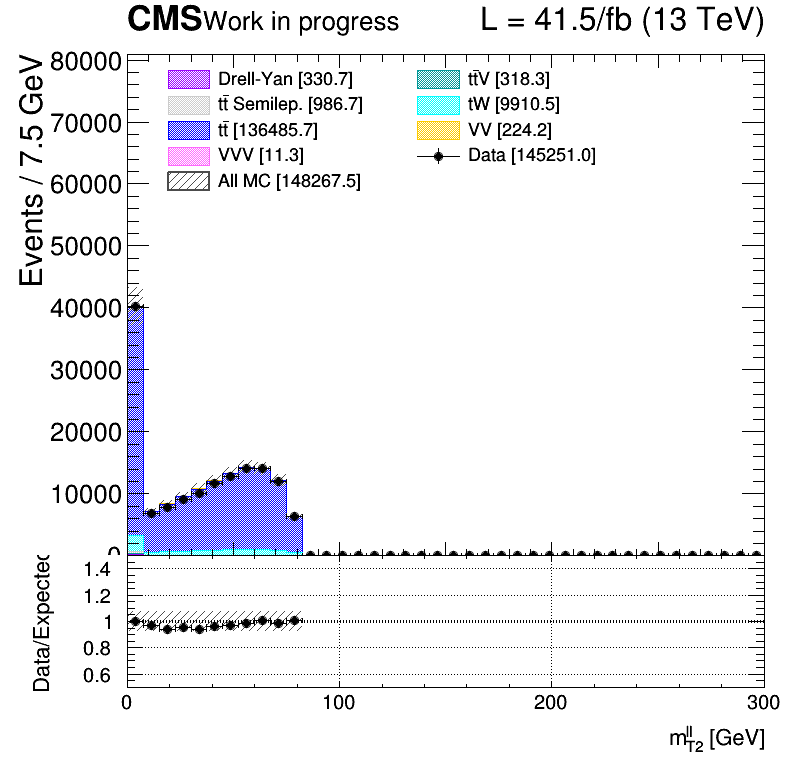 CMS Work in progress L = 41.5/fb (13 TeV)
Events / 7.5 GeV
80000
70000
60000
50000
40000
30000
20000
10000
0
Drell-Yan [330.7]
tt̄ Semilep. [986.7]
tt̄ [136485.7]
VVV [11.3]
All MC [148267.5]
tt̄V [318.3]
tW [9910.5]
VV [224.2]
Data [145251.0]
Data/Expected
1.4
1.2
1
0.8
0.6
0 100 200 300
m_{T2}^{ll} [GeV]